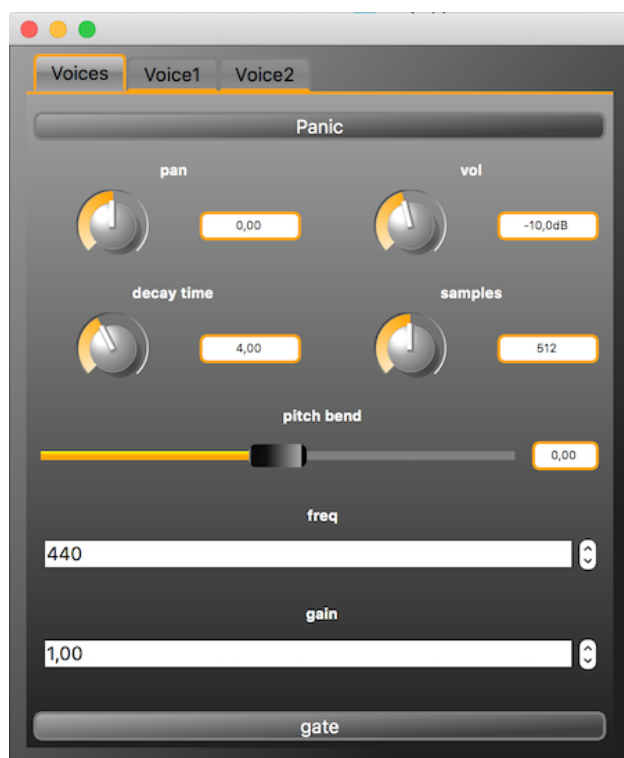 Voices Voice1 Voice2
Panic
pan vol
0,00 -10,0dB
decay time samples
4,00 512
pitch bend
0,00
freq
440
gain
1,00
gate